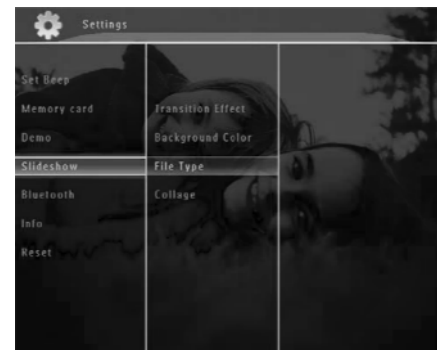 Settings
Set Beep
Memory card
Demo
Slideshow
Bluetooth
Info
Reset
Transition Effect
Background Color
File Type
Collage